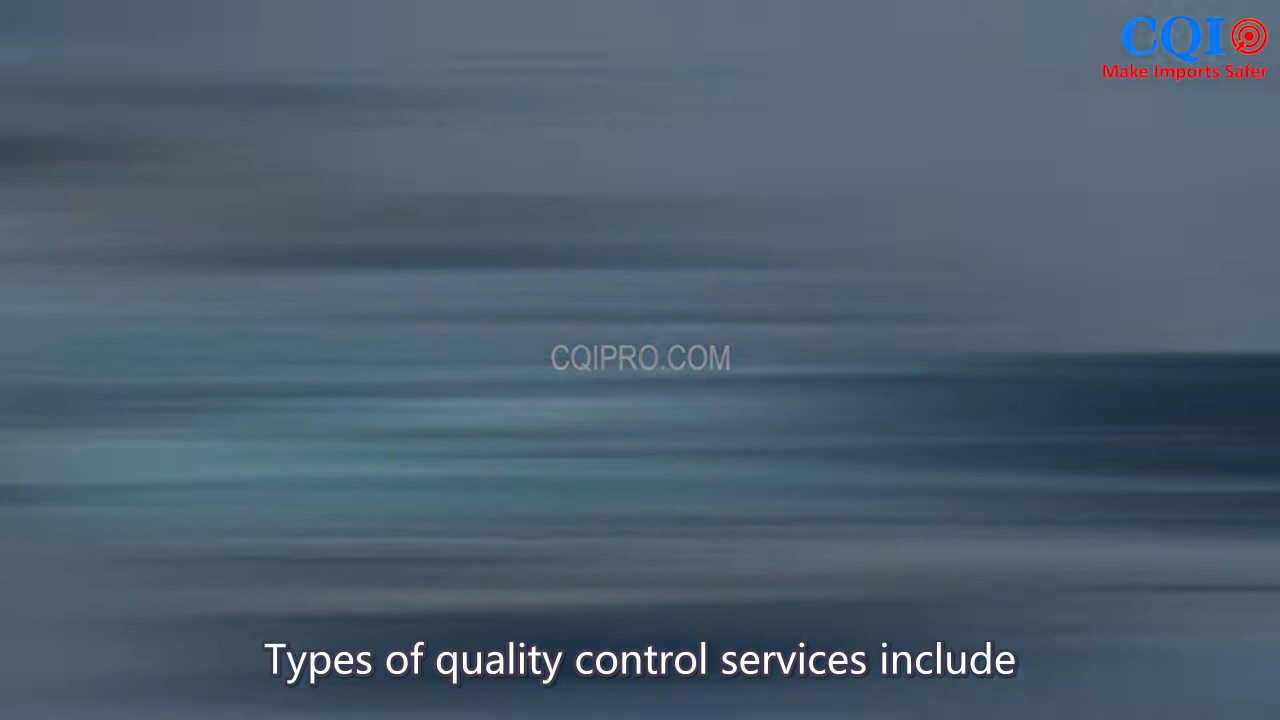 CQI
Make Imports Safer
CQIPRO.COM
Types of quality control services include